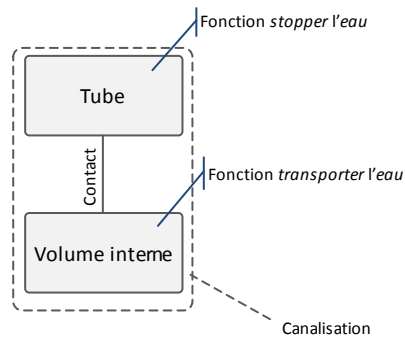 Fonction stopper l'eau
Tube
Contact
Fonction transporter l'eau
Volume interne
Canalisation